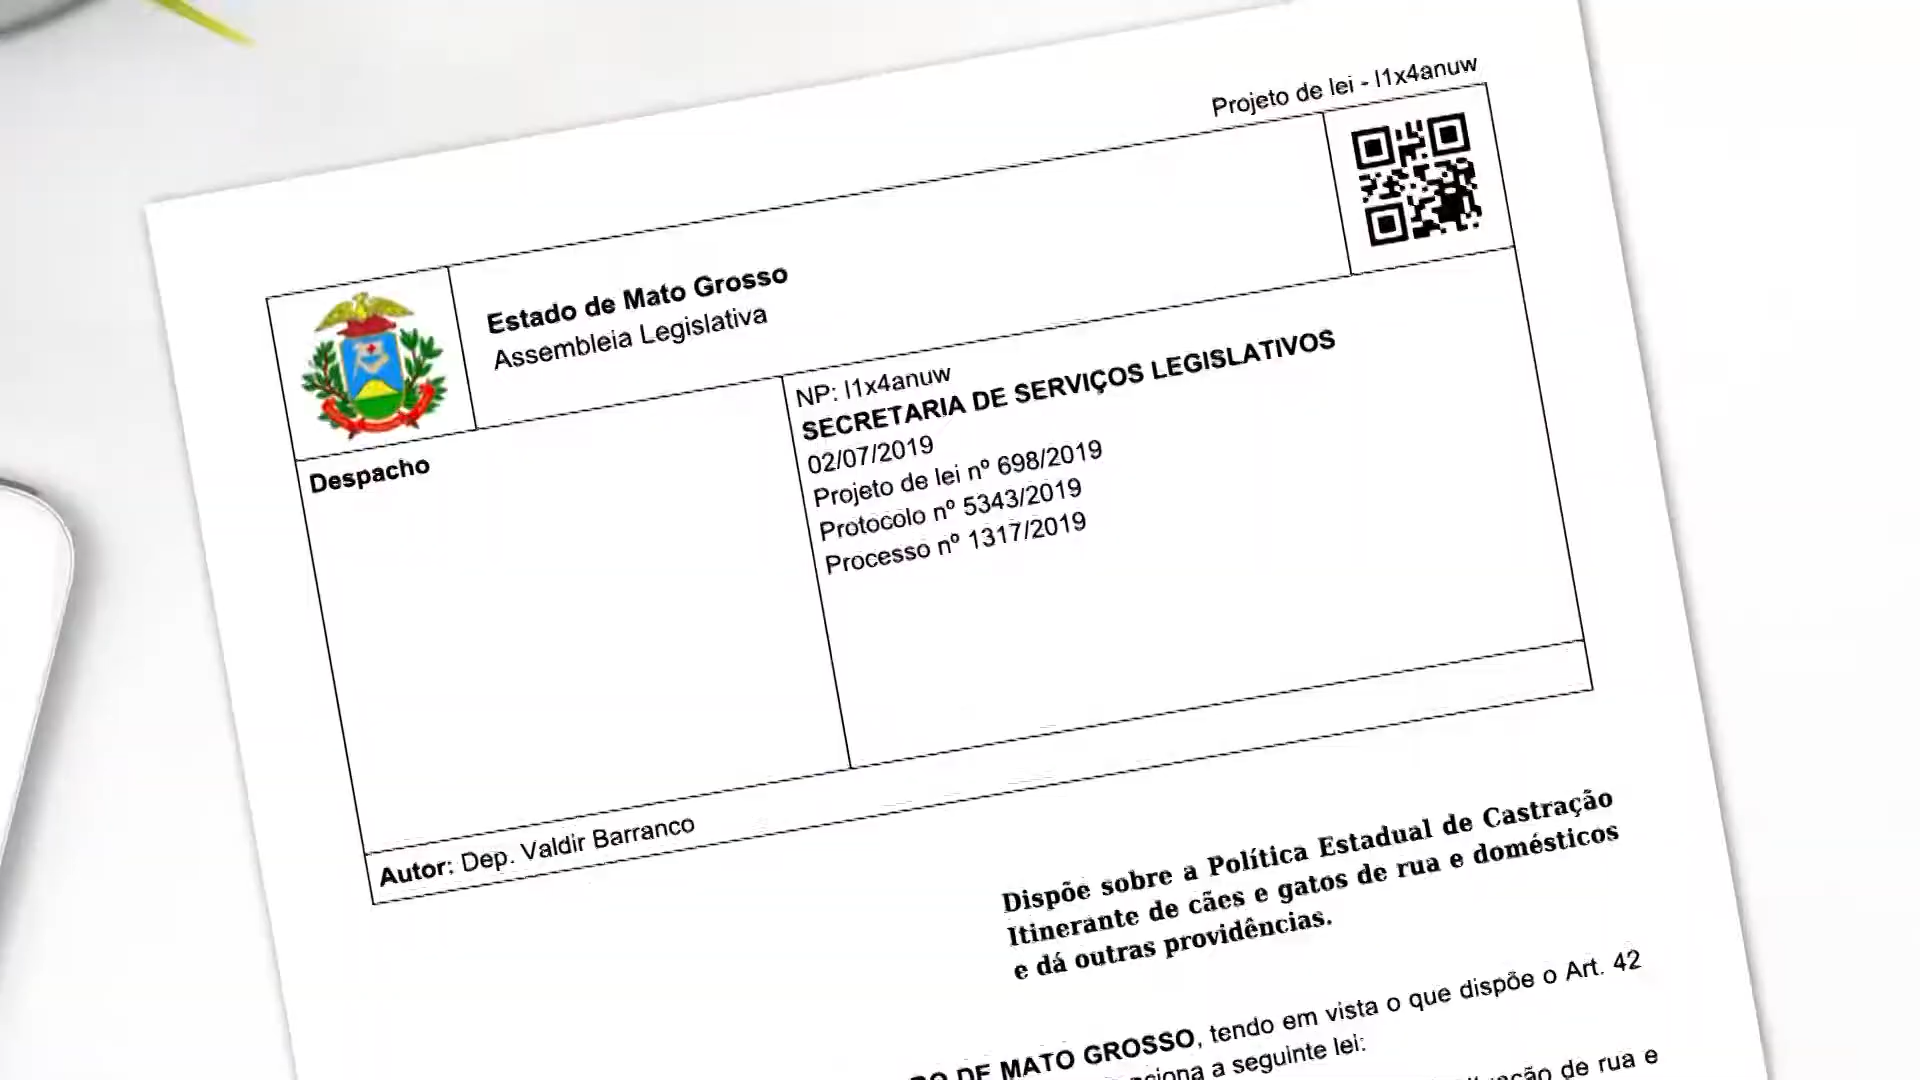 Projeto de lei - l1x4anuw
Estado de Mato Grosso
Assembleia Legislativa
NP: l1x4anuw
SECRETARIA DE SERVIÇOS LEGISLATIVOS
02/07/2019
Projeto de lei nº 698/2019
Protocolo nº 5343/2019
Processo nº 1317/2019
Despacho
Autor: Dep. Valdir Barranco
Dispõe sobre a Política Estadual de Castração
Itinerante de cães e gatos de rua e domésticos
e dá outras providências.
DE MATO GROSSO, tendo em vista o que dispõe o Art. 42
a seguinte lei:
de rua e